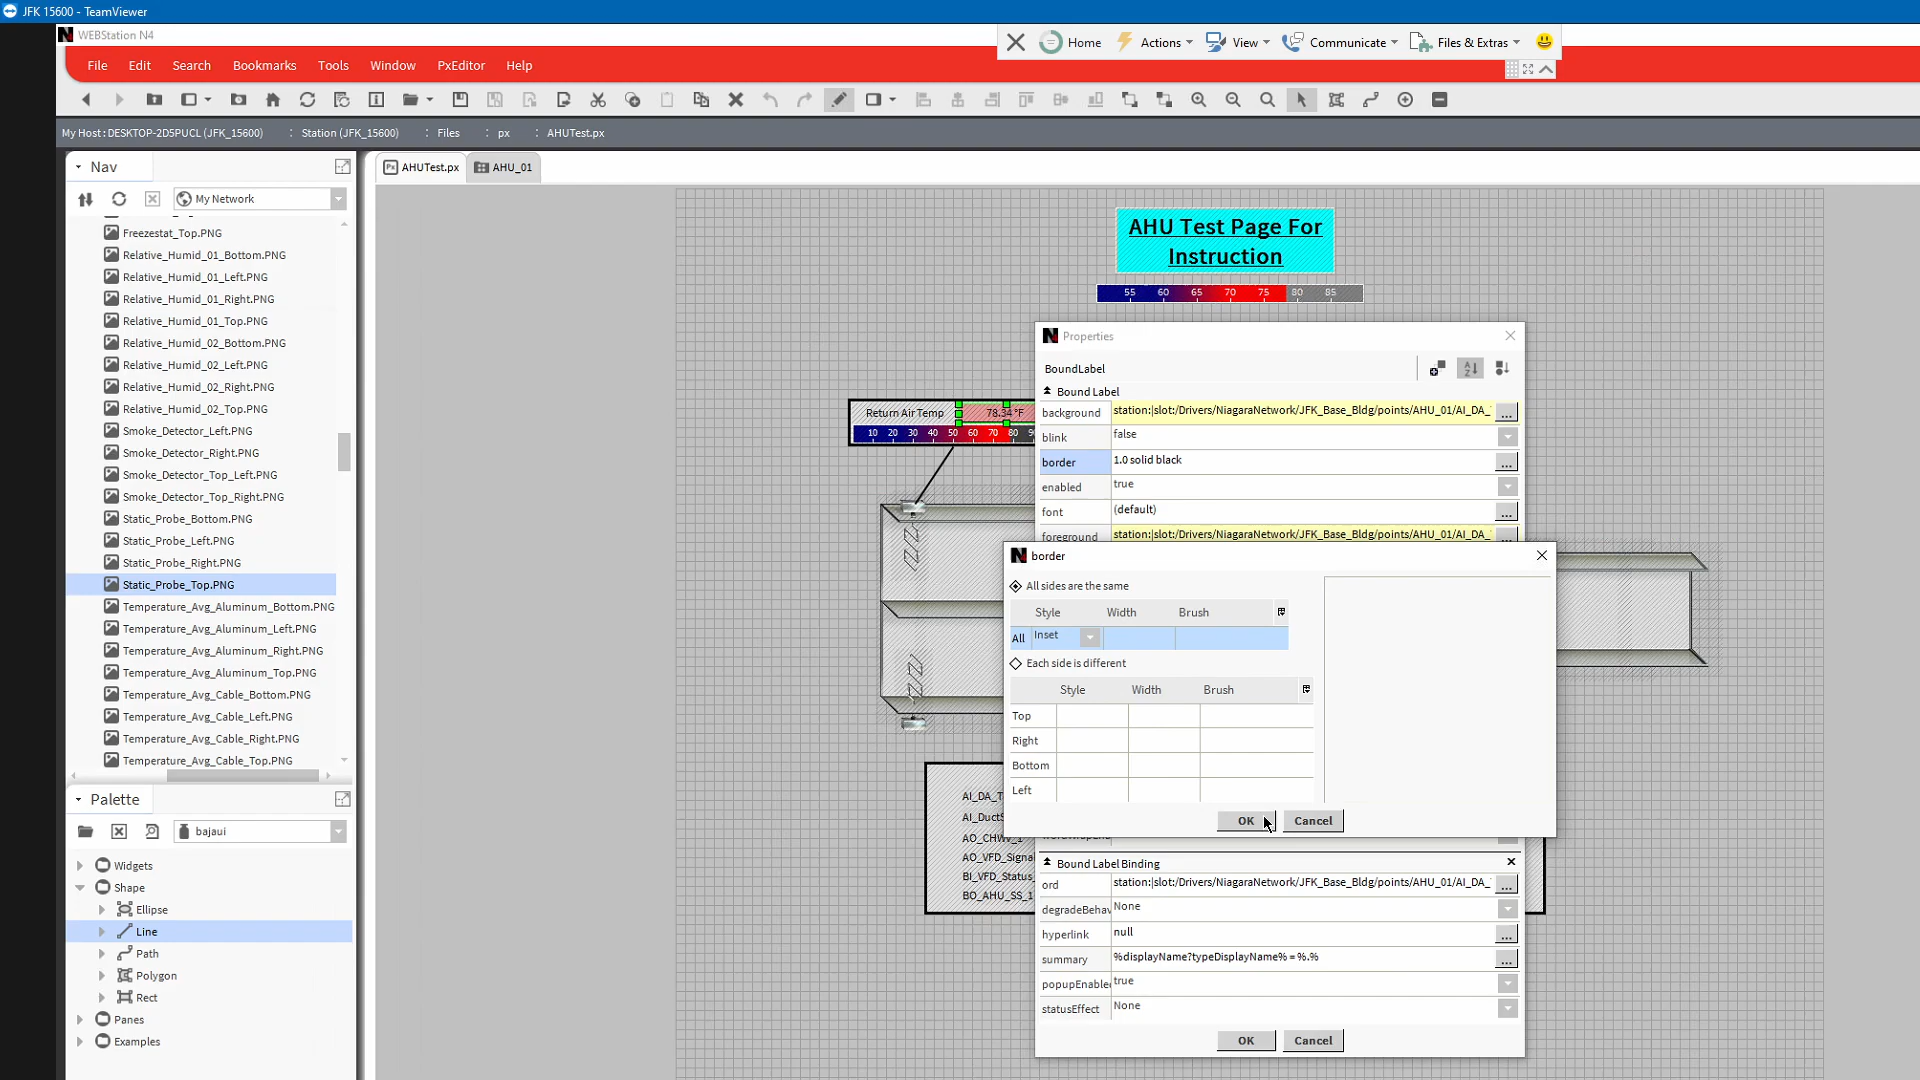 JFK 15600 - TeamViewer
WEBStation N4
Home Actions View Communicate Files & Extras
File Edit Search Bookmarks Tools Window PxEditor Help
My Host : DESKTOP-2D5PUCL (JFK_15600) : Station (JFK_15600) : Files : px : AHUTest.px
Nav
AHUTest.px
AHU_01
My Network
Freezestat_Top.PNG
Relative_Humid_01_Bottom.PNG
Relative_Humid_01_Left.PNG
Relative_Humid_01_Right.PNG
Relative_Humid_01_Top.PNG
Relative_Humid_02_Bottom.PNG
Relative_Humid_02_Left.PNG
Relative_Humid_02_Right.PNG
Relative_Humid_02_Top.PNG
Smoke_Detector_Left.PNG
Smoke_Detector_Right.PNG
Smoke_Detector_Top_Left.PNG
Smoke_Detector_Top_Right.PNG
Static_Probe_Bottom.PNG
Static_Probe_Left.PNG
Static_Probe_Right.PNG
Static_Probe_Top.PNG
Temperature_Avg_Aluminum_Bottom.PNG
Temperature_Avg_Aluminum_Left.PNG
Temperature_Avg_Aluminum_Right.PNG
Temperature_Avg_Aluminum_Top.PNG
Temperature_Avg_Cable_Bottom.PNG
Temperature_Avg_Cable_Left.PNG
Temperature_Avg_Cable_Right.PNG
Temperature_Avg_Cable_Top.PNG
Palette
bajaui
Widgets
Shape
Ellipse
Line
Path
Polygon
Rect
Panes
Examples
AHU Test Page For
Instruction
55 60 65 70 75 80 85
Return Air Temp 78.34 °F
10 20 30 40 50 60 70 80
AI_DA_T
AI_DuctS
AO_CHWV_1
AO_VFD_Signal
BI_VFD_Status_
BO_AHU_SS_1
Properties
BoundLabel
Bound Label
background station:|slot:/Drivers/NiagaraNetwork/JFK_Base_Bldg/points/AHU_01/AI_DA_ ...
blink false
border 1.0 solid black ...
enabled true
font (default) ...
foreground station:|slot:/Drivers/NiagaraNetwork/JFK_Base_Bldg/points/AHU_01/AI_DA_
border
All sides are the same
Style Width Brush
All Inset
Each side is different
Style Width Brush
Top
Right
Bottom
Left
OK Cancel
Bound Label Binding
ord station:|slot:/Drivers/NiagaraNetwork/JFK_Base_Bldg/points/AHU_01/AI_DA_ ...
degradeBehav None
hyperlink null ...
summary %displayName?typeDisplayName% = %.% ...
popupEnable true
statusEffect None
OK Cancel